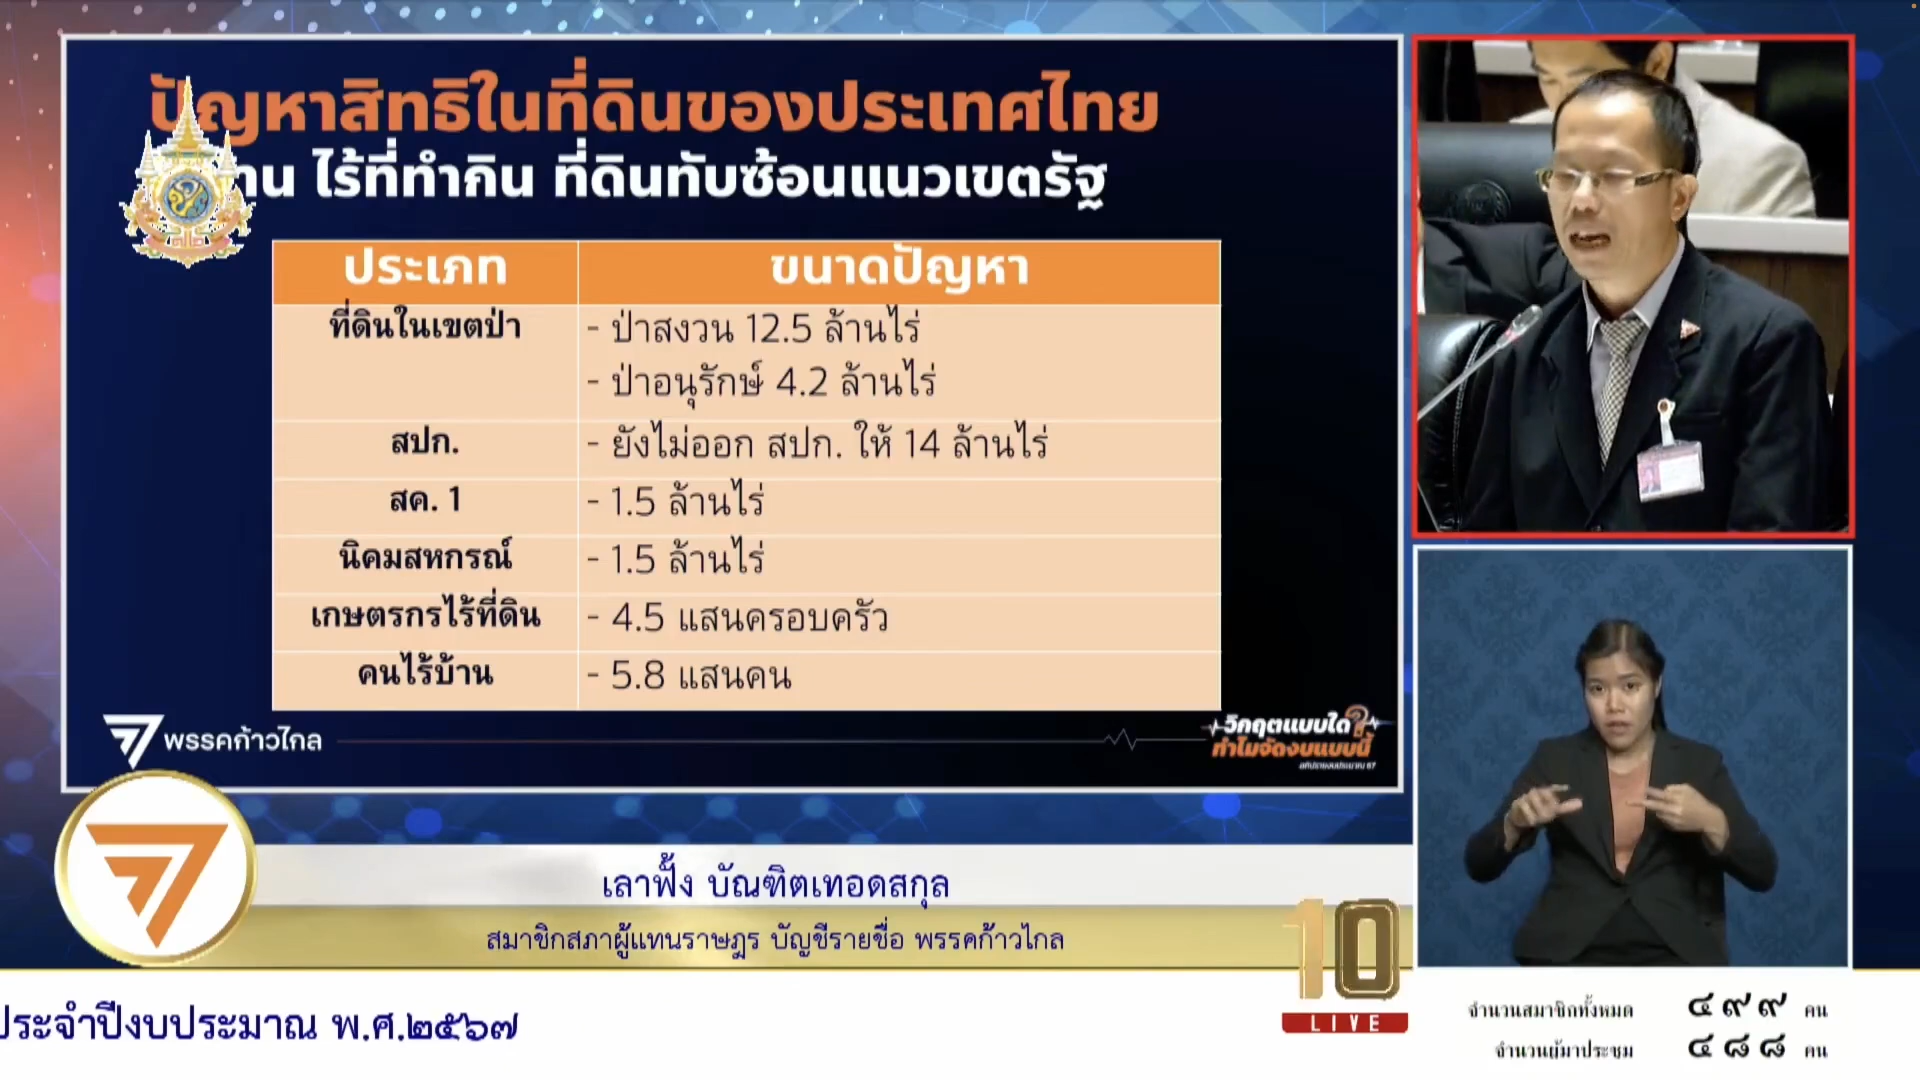 ปัญหาสิทธิในที่ดินของประเทศไทย
ไร้ที่ทำกิน ที่ดินทับซ้อนแนวเขตรัฐ
ประเภท ขนาดปัญหา
ที่ดินในเขตป่า - ป่าสงวน 12.5 ล้านไร่
- ป่าอนุรักษ์ 4.2 ล้านไร่
สปก. - ยังไม่ออก สปก. ให้ 14 ล้านไร่
สค. 1 - 1.5 ล้านไร่
นิคมสหกรณ์ - 1.5 ล้านไร่
เกษตรกรไร้ที่ดิน - 4.5 แสนครอบครัว
คนไร้บ้าน - 5.8 แสนคน
พรรคก้าวไกล
วิกฤตแบบใด?
ทำไมจัดงบแบบนี้
เลาฟั้ง บัณฑิตเทอดสกุล
สมาชิกสภาผู้แทนราษฎร บัญชีรายชื่อ พรรคก้าวไกล
10
LIVE
ประจำปีงบประมาณ พ.ศ.๒๕๖๗
จำนวนสมาชิกทั้งหมด ๔๙๙ คน
จำนวนผู้มาประชุม ๔๘๘ คน